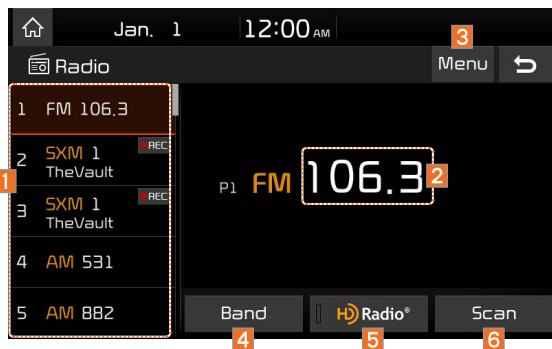 Jan. 1 12:00 AM
3
Radio Menu
1 FM 106.3
2 SXM 1 REC
TheVault
3 SXM 1 REC
TheVault
4 AM 531
5 AM 882
1
P1 FM 106.3 2
Band HD Radio® Scan
4 5 6